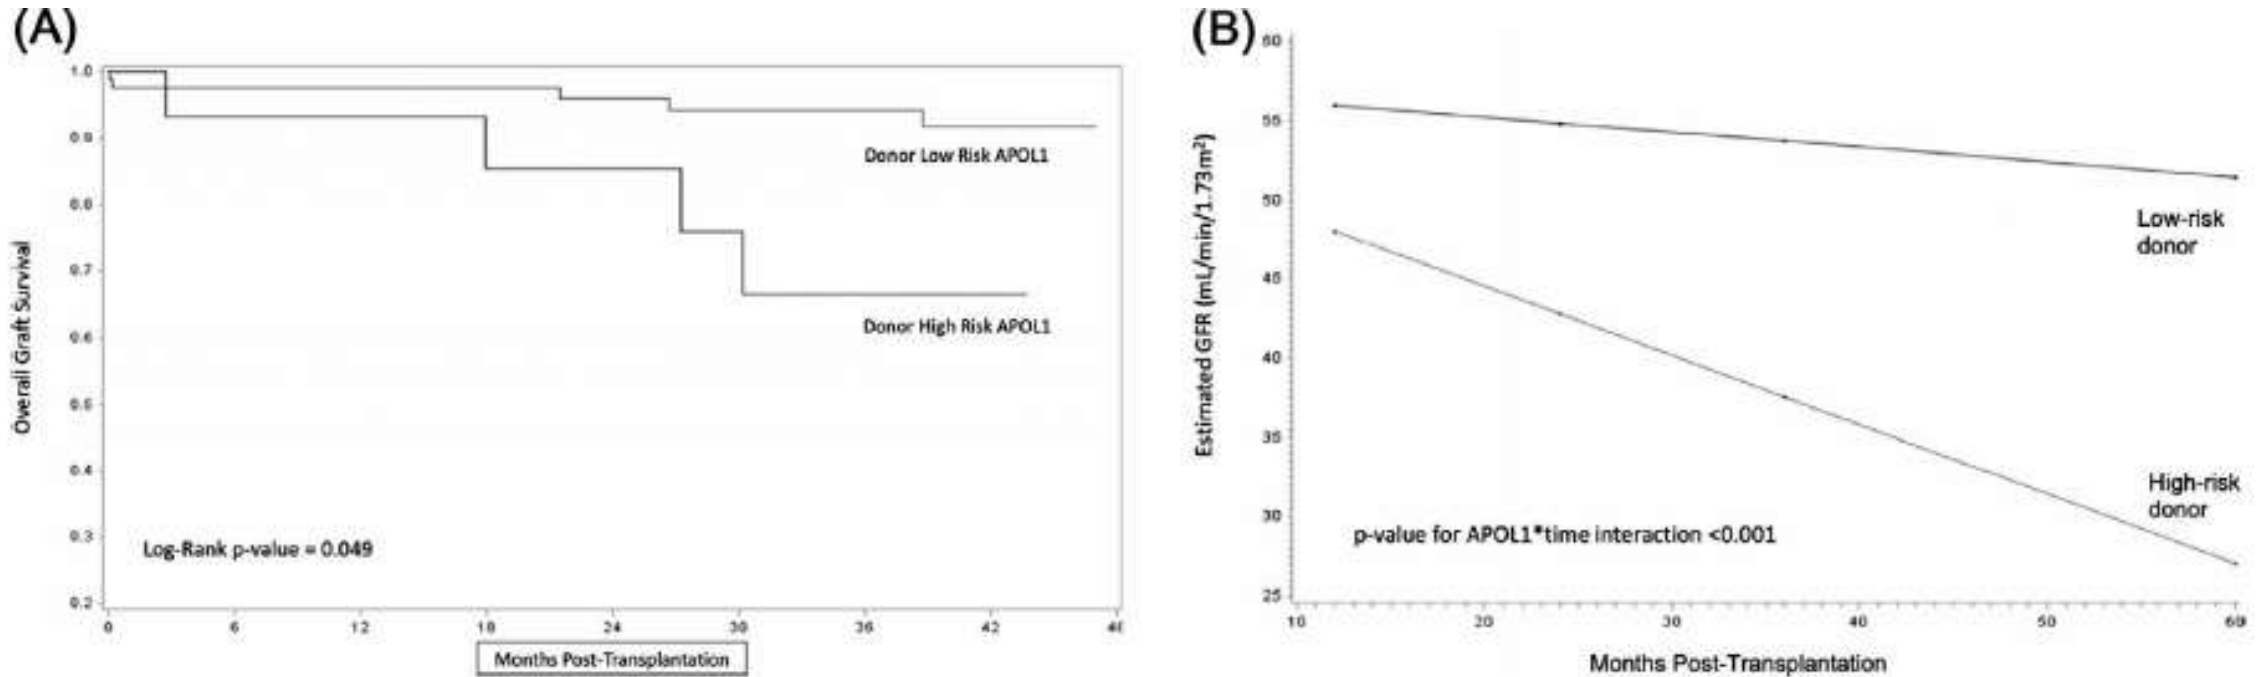 (A)
1.0
0.9
0.8
0.7
0.6
0.5
0.4
0.3
0.2
Overall Graft Survival
Donor Low Risk APOL1
Donor High Risk APOL1
Log-Rank p-value = 0.049
0 6 12 18 24 30 36 42
Months Post-Transplantation
(B)
60
55
50
45
40
35
30
25
Estimated GFR (mL/min/1.73m²)
Low-risk
donor
High-risk
donor
p-value for APOL1*time interaction <0.001
10 20 30 40 50 60
Months Post-Transplantation